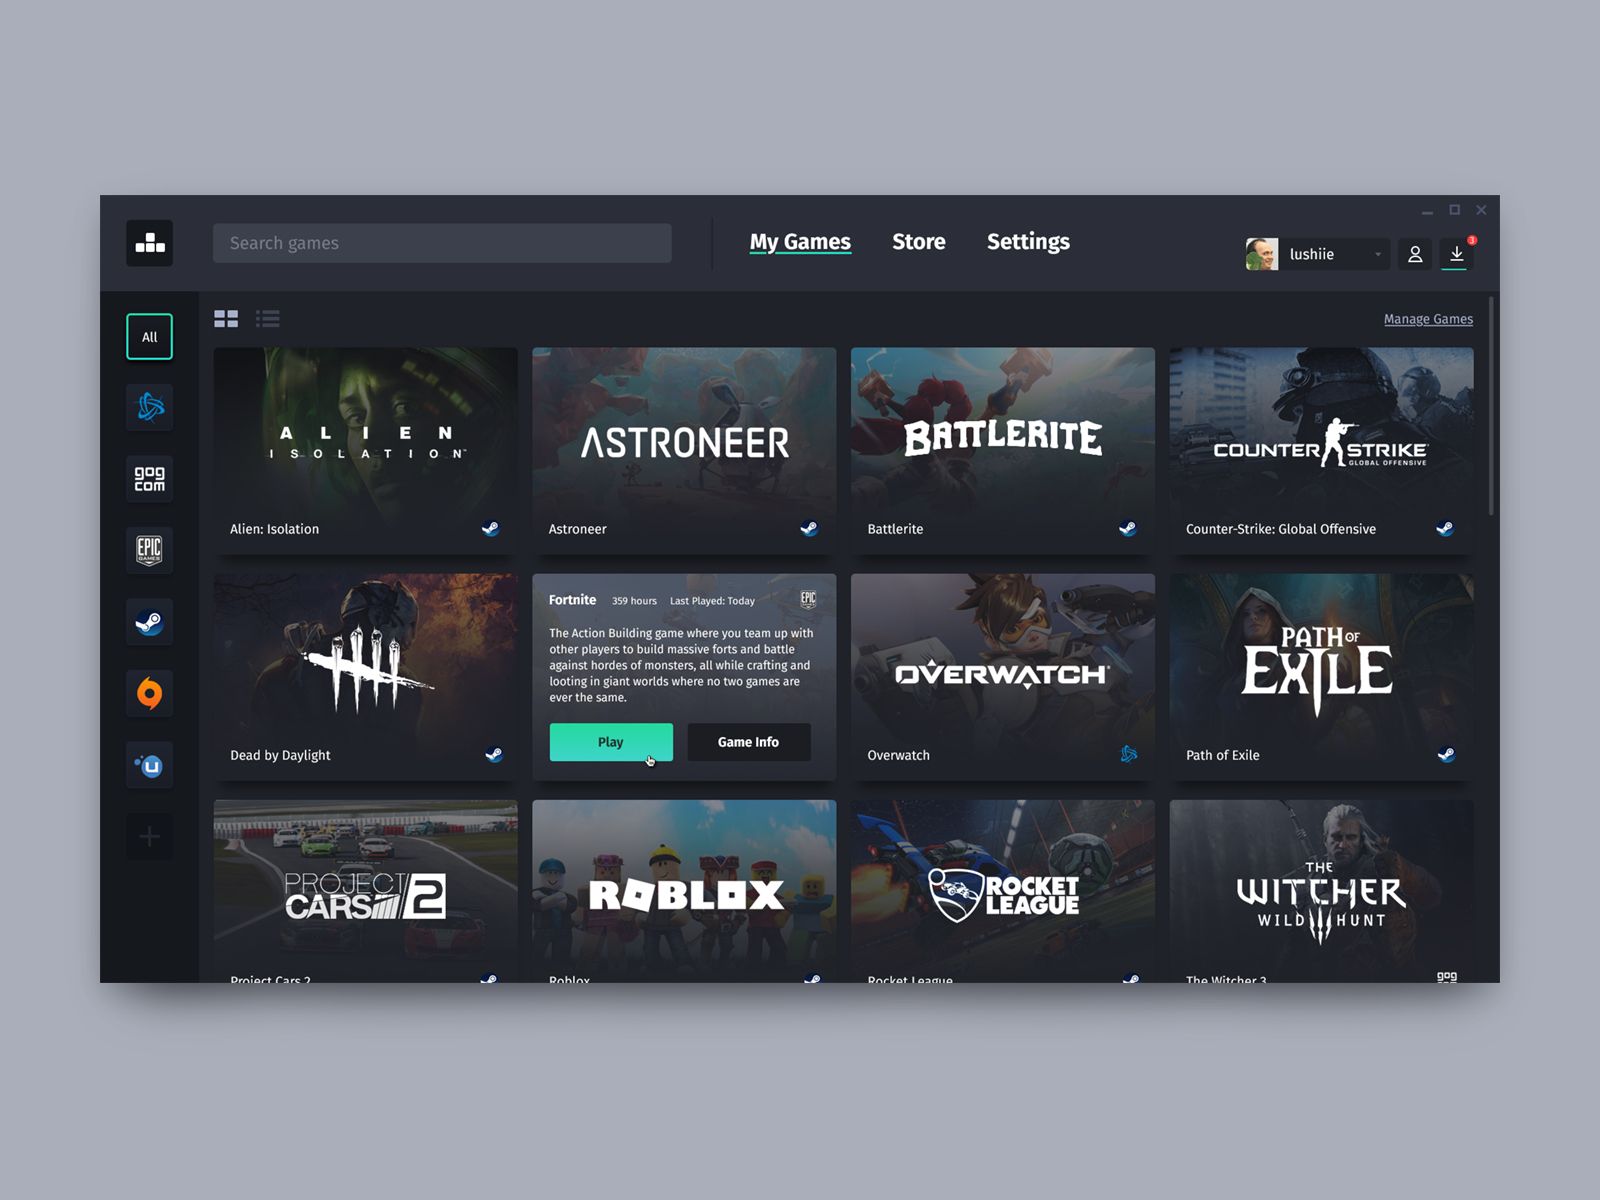 Search games
My Games
Store
Settings
lushiie
3
All
Manage Games
gog
com
EPIC
GAMES
u
ALIEN
ISOLATION
Alien: Isolation
ASTRONEER
Astroneer
BATTLERITE
Battlerite
COUNTER STRIKE
GLOBAL OFFENSIVE
Counter-Strike: Global Offensive
Dead by Daylight
Fortnite 359 hours Last Played: Today
EPIC
The Action Building game where you team up with
other players to build massive forts and battle
against hordes of monsters, all while crafting and
looting in giant worlds where no two games are
ever the same.
Play
Game Info
OVERWATCH
Overwatch
PATH OF
EXILE
Path of Exile
PROJECT
CARS 2
Project Cars 2
ROBLOX
Roblox
ROCKET
LEAGUE
Rocket League
THE
WITCHER
WILD HUNT
The Witcher 3
gog